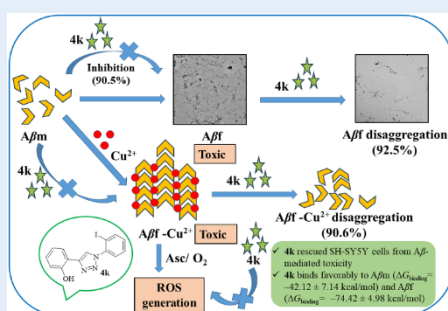 4k
Inhibition
(90.5%)
4k
Aβm
Aβf
Aβf disaggregation
(92.5%)
Toxic
Cu²⁺
4k
4k
Aβf -Cu²⁺ disaggregation
(90.6%)
Aβf -Cu²⁺
Toxic
Asc/ O₂
4k
ROS
generation
I
N
N=N
OH
4k
✓ 4k rescued SH-SY5Y cells from Aβ-
mediated toxicity
✓ 4k binds favorably to Aβm (ΔGbinding=
−42.12 ± 7.14 kcal/mol) and Aβf
(ΔGbinding= −74.42 ± 4.98 kcal/mol)